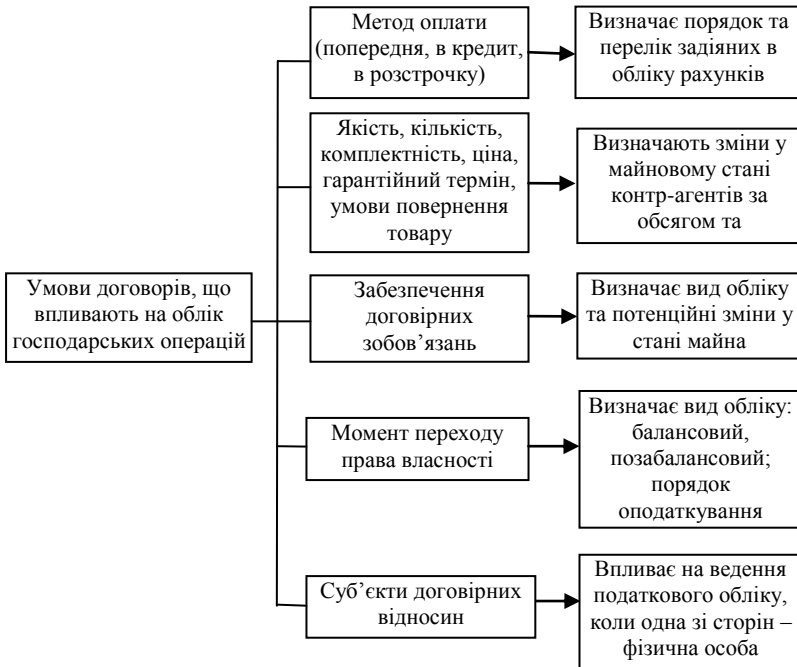 Метод оплати
(попередня, в кредит,
в розстрочку)
Визначає порядок та
перелік задіяних в
обліку рахунків
Якість, кількість,
комплектність, ціна,
гарантійний термін,
умови повернення
товару
Визначають зміни у
майновому стані
контр-агентів за
обсягом та
Умови договорів, що
впливають на облік
господарських операцій
Забезпечення
договірних
зобов’язань
Визначає вид обліку
та потенційні зміни у
стані майна
Момент переходу
права власності
Визначає вид обліку:
балансовий,
позабалансовий;
порядок
оподаткування
Суб’єкти договірних
відносин
Впливає на ведення
податкового обліку,
коли одна зі сторін –
фізична особа